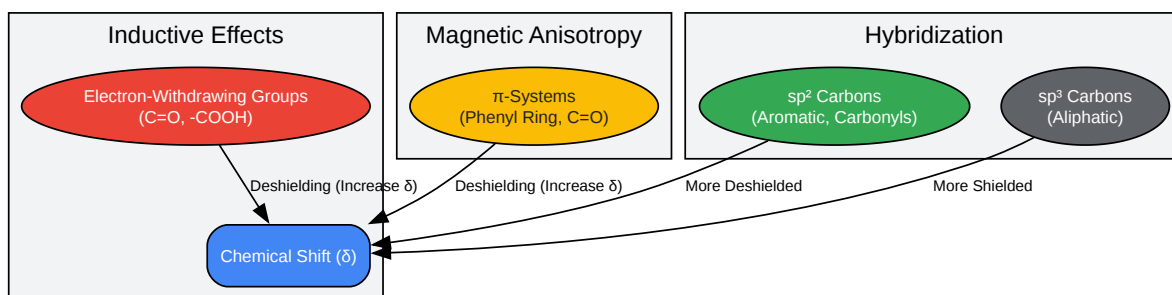 Inductive Effects
Magnetic Anisotropy
Hybridization
Electron-Withdrawing Groups
(C=O, -COOH)
π-Systems
(Phenyl Ring, C=O)
sp² Carbons
(Aromatic, Carbonyls)
sp³ Carbons
(Aliphatic)
Deshielding (Increase δ)
Deshielding (Increase δ)
More Deshielded
More Shielded
Chemical Shift (δ)